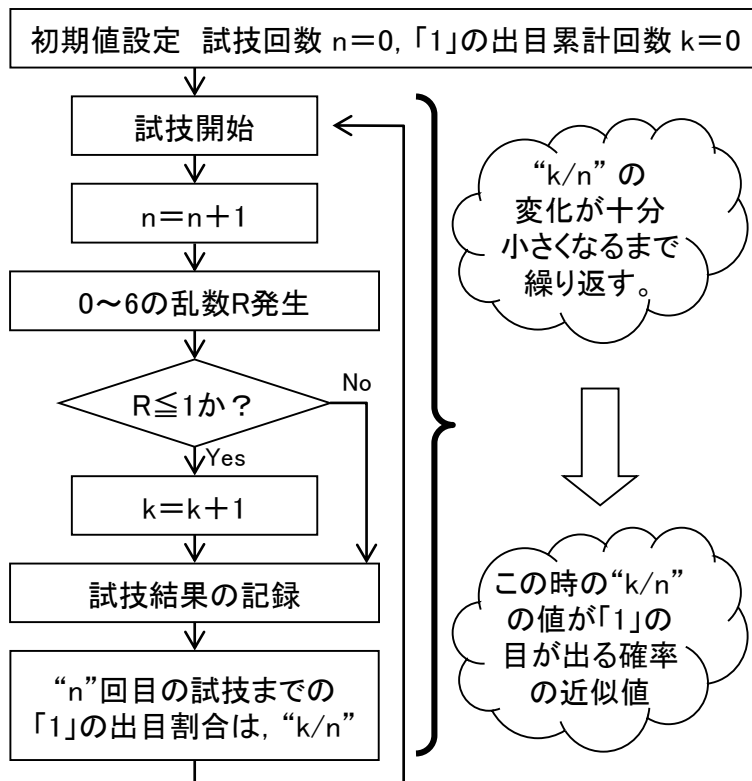 初期値設定 試技回数 n=0, 「1」の出目累計回数 k=0
試技開始
n=n+1
0~6の乱数R発生
R≦1か?
No
Yes
k=k+1
試技結果の記録
“n”回目の試技までの
「1」の出目割合は, “k/n”
“k/n” の
変化が十分
小さくなるまで
繰り返す。
この時の“k/n”
の値が「1」の
目が出る確率
の近似値